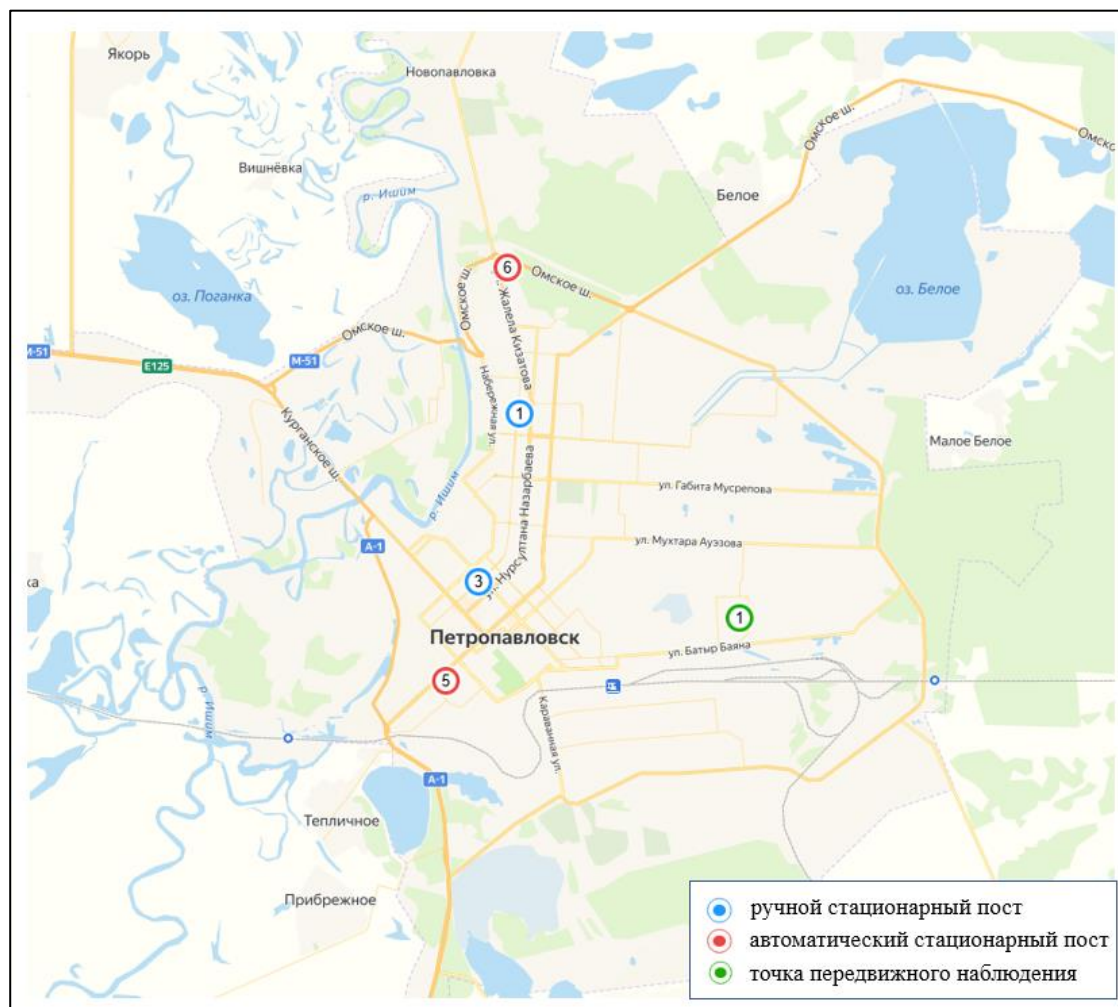 Якорь
Новопавловка
Вишнёвка
р. Ишим
Белое
Омское ш.
Омско
6
Омское ш.
оз. Поганка
оз. Белое
Омское ш.
Жалела Кизатова
Омское ш.
М-51
Е125
М-51
Набережная ул.
1
Курганское ш.
Малое Белое
ул. Нурсултана Назарбаева
ул. Габита Мусрепова
р. Ишим
ул. Мухтара Ауэзова
А-1
3
ка
1
Петропавловск
ул. Батыр Баяна
5
р. Ишим
Караванная ул.
А-1
Тепличное
Прибрежное
ручной стационарный пост
автоматический стационарный пост
точка передвижного наблюдения